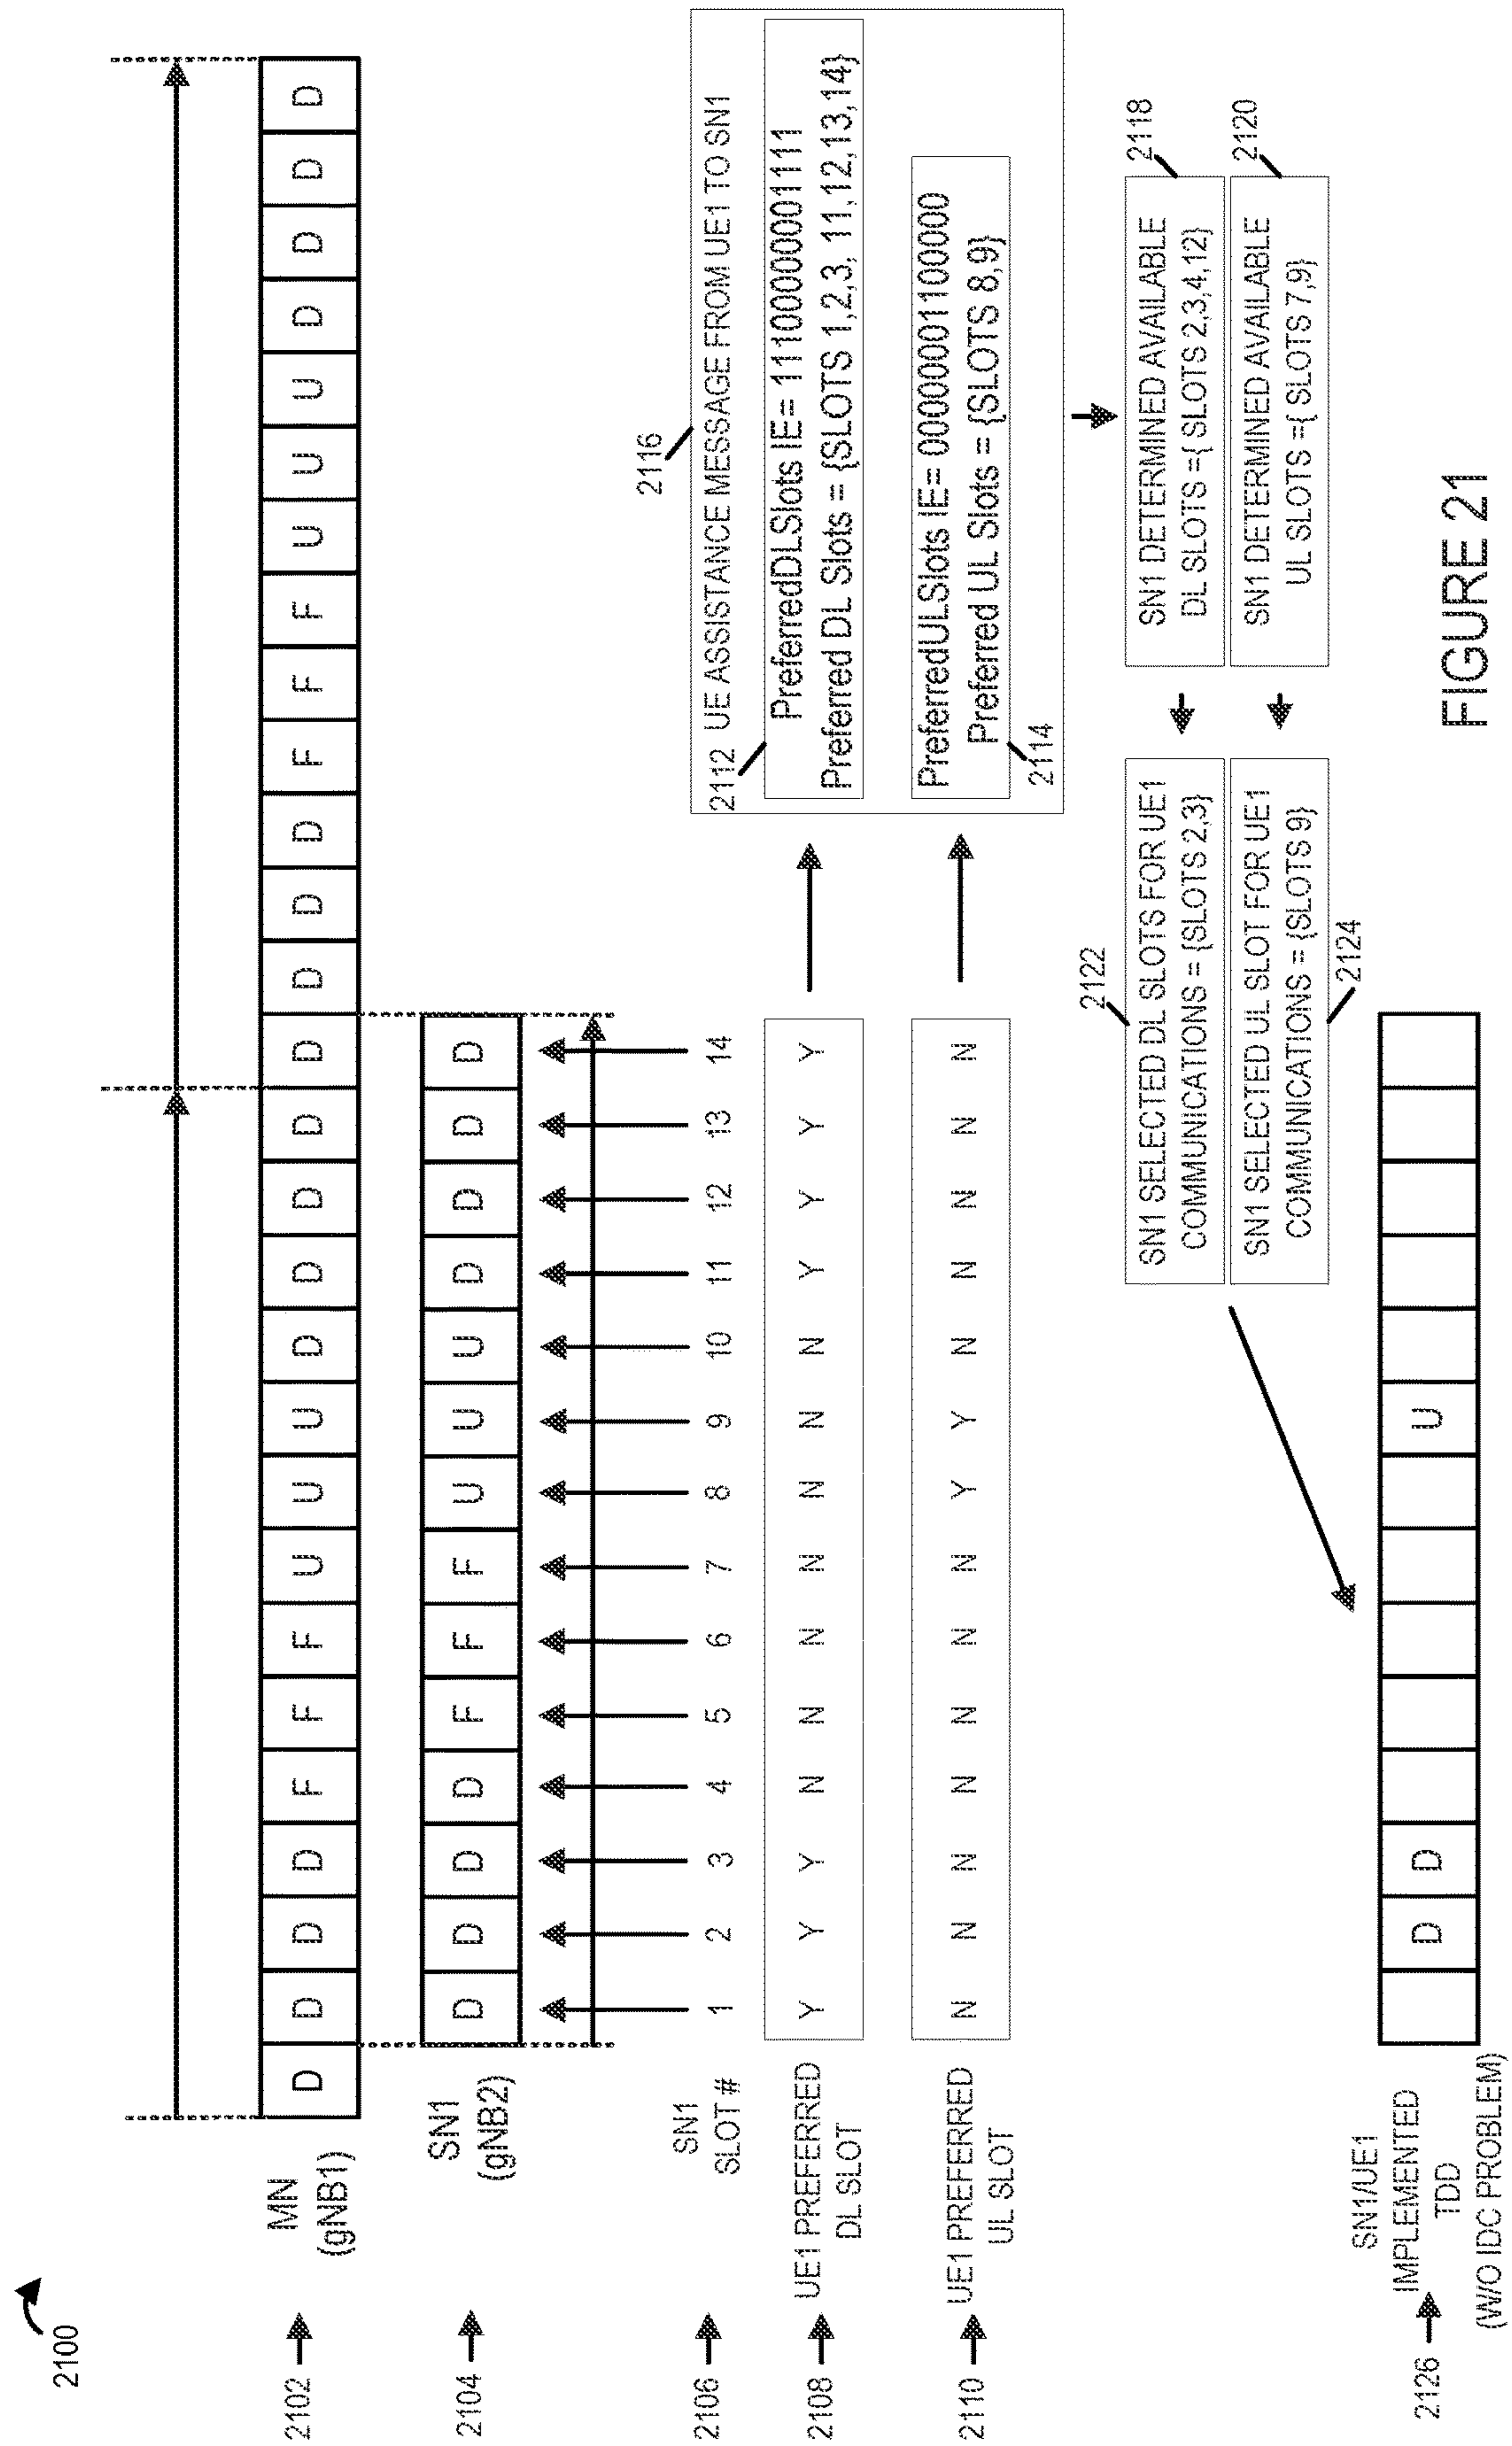 2100
2102
MN
(gNB1)
D D D D F F F U U U D D D D D D D D F F F U U U D D D D
2104
SN1
(gNB2)
D D D D F F F U U U D D D D
2106
SN1
SLOT #
1 2 3 4 5 6 7 8 9 10 11 12 13 14
2108
UE1 PREFERRED
DL SLOT
Y Y Y N N N N N N N Y Y Y Y
2110
UE1 PREFERRED
UL SLOT
N N N N N N N Y Y N N N N N
2116
UE ASSISTANCE MESSAGE FROM UE1 TO SN1
2112
PreferredDLSlots IE= 11100000001111
Preferred DL Slots = {SLOTS 1,2,3, 11,12,13,14}
PreferredULSlots IE= 00000001100000
Preferred UL Slots = {SLOTS 8,9}
2114
2118
SN1 DETERMINED AVAILABLE
DL SLOTS ={ SLOTS 2,3,4,12}
2120
SN1 DETERMINED AVAILABLE
UL SLOTS ={ SLOTS 7,9}
2122
SN1 SELECTED DL SLOTS FOR UE1
COMMUNICATIONS = {SLOTS 2,3}
SN1 SELECTED UL SLOT FOR UE1
COMMUNICATIONS = {SLOTS 9}
2124
2126
SN1/UE1
IMPLEMENTED
TDD
(W/O IDC PROBLEM)
D D U
FIGURE 21